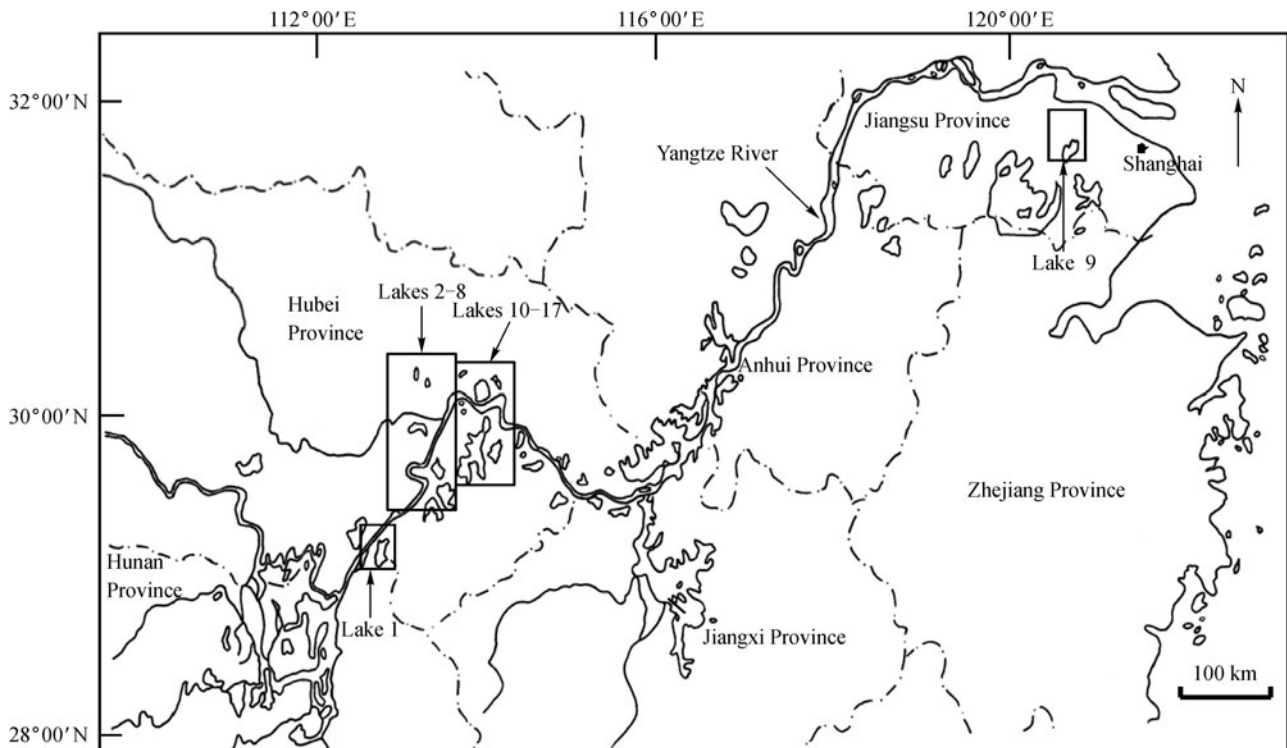 112°00′E
116°00′E
120°00′E
32°00′N
N
Jiangsu Province
Yangtze River
Shanghai
Lake 9
Hubei
Province
Lakes 2−8
Lakes 10−17
Anhui Province
30°00′N
Zhejiang Province
Hunan
Province
Lake 1
Jiangxi Province
100 km
28°00′N